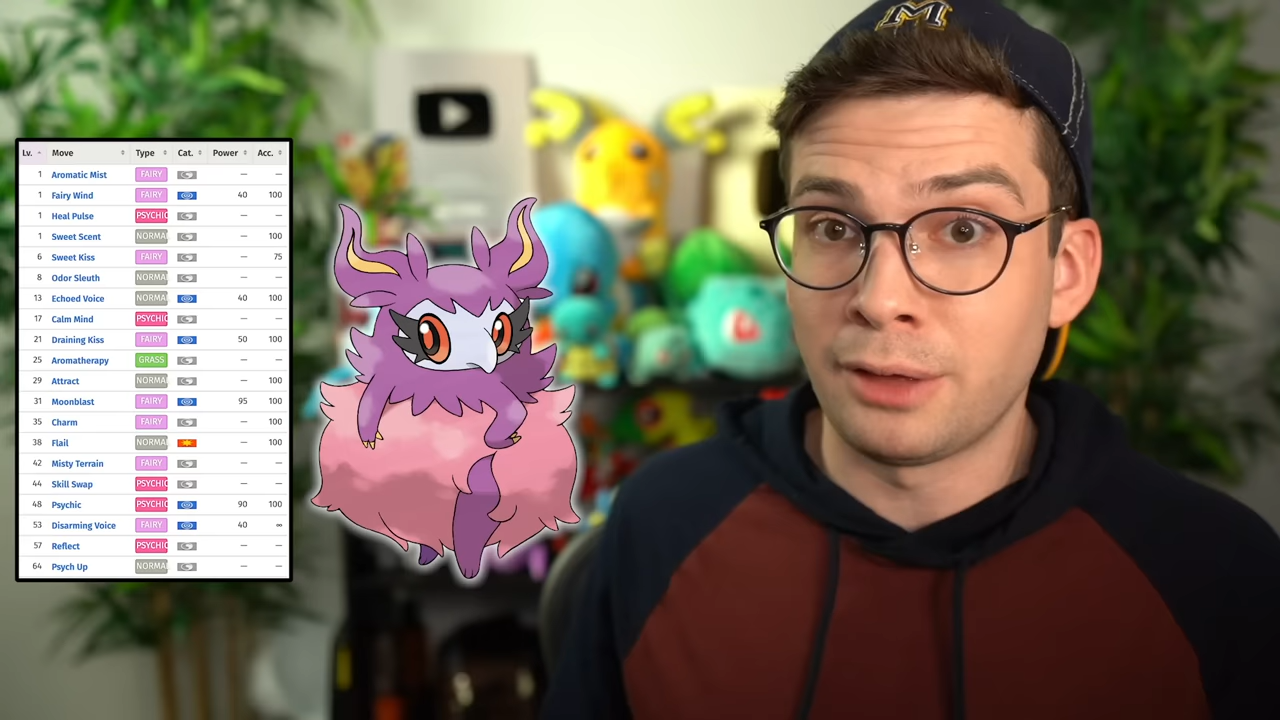 Lv. Move Type Cat. Power Acc.
1 Aromatic Mist FAIRY — —
1 Fairy Wind FAIRY 40 100
1 Heal Pulse PSYCHIC — —
1 Sweet Scent NORMAL — 100
6 Sweet Kiss FAIRY — 75
8 Odor Sleuth NORMAL — —
13 Echoed Voice NORMAL 40 100
17 Calm Mind PSYCHIC — —
21 Draining Kiss FAIRY 50 100
25 Aromatherapy GRASS — —
29 Attract NORMAL — 100
31 Moonblast FAIRY 95 100
35 Charm FAIRY — 100
38 Flail NORMAL — 100
42 Misty Terrain FAIRY — —
44 Skill Swap PSYCHIC — —
48 Psychic PSYCHIC 90 100
53 Disarming Voice FAIRY 40 ∞
57 Reflect PSYCHIC — —
64 Psych Up NORMAL — —
M